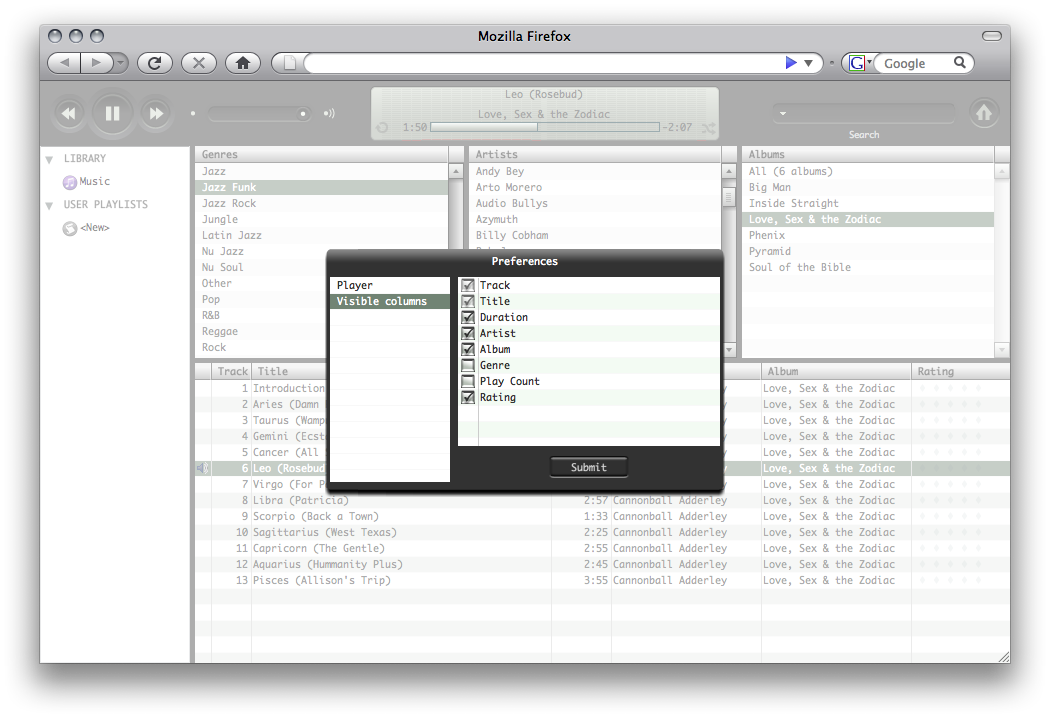 Mozilla Firefox
G Google
Leo (Rosebud)
Love, Sex & the Zodiac
1:50 -2:07
Search
LIBRARY
Music
USER PLAYLISTS
<New>
Genres
Jazz
Jazz Funk
Jazz Rock
Jungle
Latin Jazz
Nu Jazz
Nu Soul
Other
Pop
R&B
Reggae
Rock
Artists
Andy Bey
Arto Morero
Audio Bullys
Azymuth
Billy Cobham
Albums
All (6 albums)
Big Man
Inside Straight
Love, Sex & the Zodiac
Phenix
Pyramid
Soul of the Bible
Preferences
Player
Visible columns
Track
Title
Duration
Artist
Album
Genre
Play Count
Rating
Submit
Track Title Album Rating
1 Introduction Love, Sex & the Zodiac
2 Aries (Damn Love, Sex & the Zodiac
3 Taurus (Wamp Love, Sex & the Zodiac
4 Gemini (Ecst Love, Sex & the Zodiac
5 Cancer (All Love, Sex & the Zodiac
6 Leo (Rosebud Love, Sex & the Zodiac
7 Virgo (For P Love, Sex & the Zodiac
8 Libra (Patricia) 2:57 Cannonball Adderley Love, Sex & the Zodiac
9 Scorpio (Back a Town) 1:33 Cannonball Adderley Love, Sex & the Zodiac
10 Sagittarius (West Texas) 2:25 Cannonball Adderley Love, Sex & the Zodiac
11 Capricorn (The Gentle) 2:55 Cannonball Adderley Love, Sex & the Zodiac
12 Aquarius (Hummanity Plus) 2:45 Cannonball Adderley Love, Sex & the Zodiac
13 Pisces (Allison's Trip) 3:55 Cannonball Adderley Love, Sex & the Zodiac